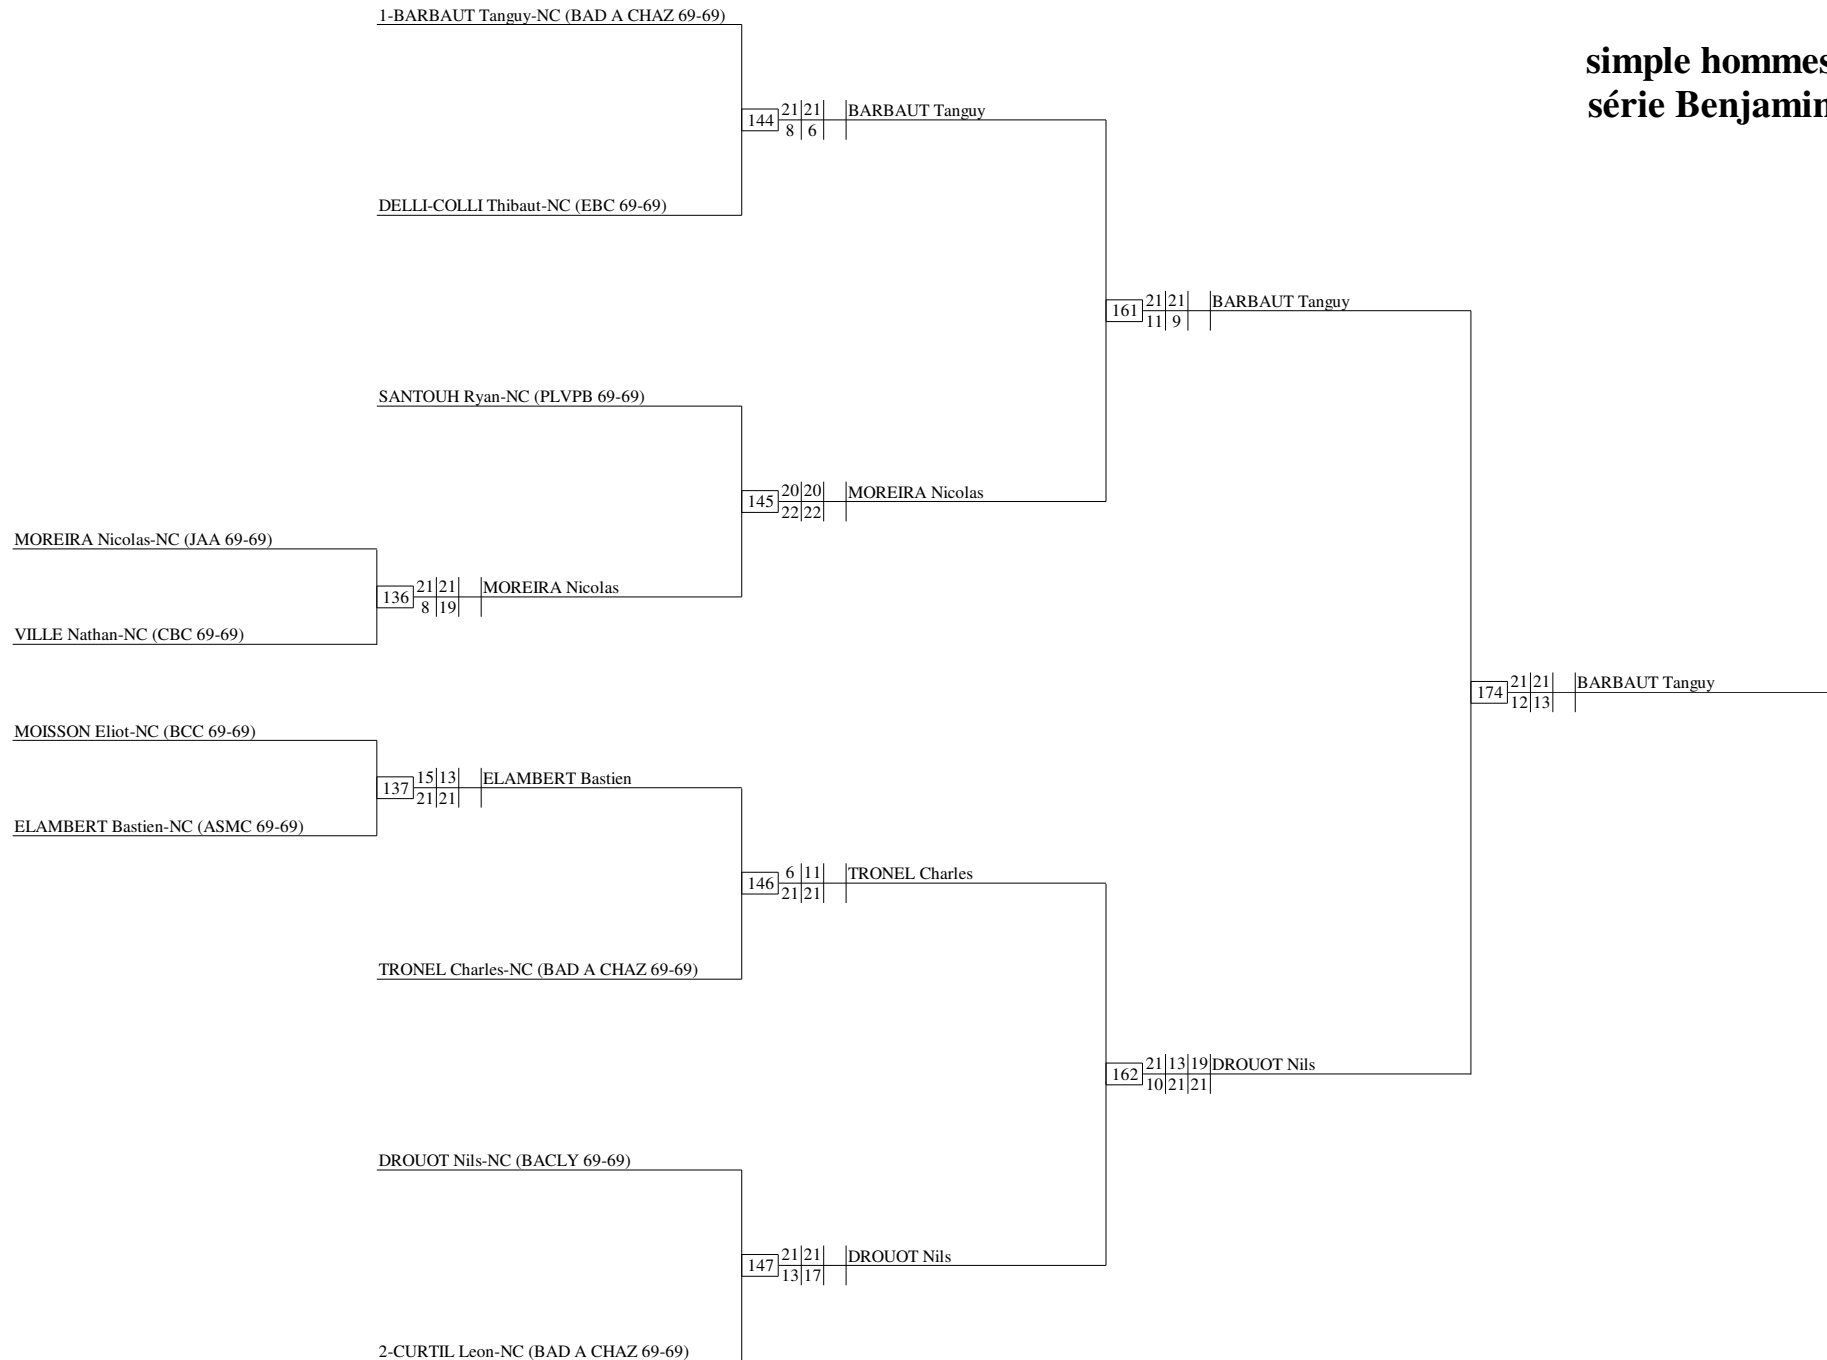 1-BARBAUT Tanguy-NC (BAD A CHAZ 69-69)
simple hommes
série Benjamin
144 21 21 BARBAUT Tanguy
8 6
DELLI-COLLI Thibaut-NC (EBC 69-69)
161 21 21 BARBAUT Tanguy
11 9
SANTOUH Ryan-NC (PLVPB 69-69)
145 20 20 MOREIRA Nicolas
22 22
MOREIRA Nicolas-NC (JAA 69-69)
136 21 21 MOREIRA Nicolas
8 19
VILLE Nathan-NC (CBC 69-69)
174 21 21 BARBAUT Tanguy
12 13
MOISSON Eliot-NC (BCC 69-69)
137 15 13 ELAMBERT Bastien
21 21
ELAMBERT Bastien-NC (ASMC 69-69)
146 6 11 TRONEL Charles
21 21
TRONEL Charles-NC (BAD A CHAZ 69-69)
162 21 13 19 DROUOT Nils
10 21 21
DROUOT Nils-NC (BACLY 69-69)
147 21 21 DROUOT Nils
13 17
2-CURTIL Leon-NC (BAD A CHAZ 69-69)